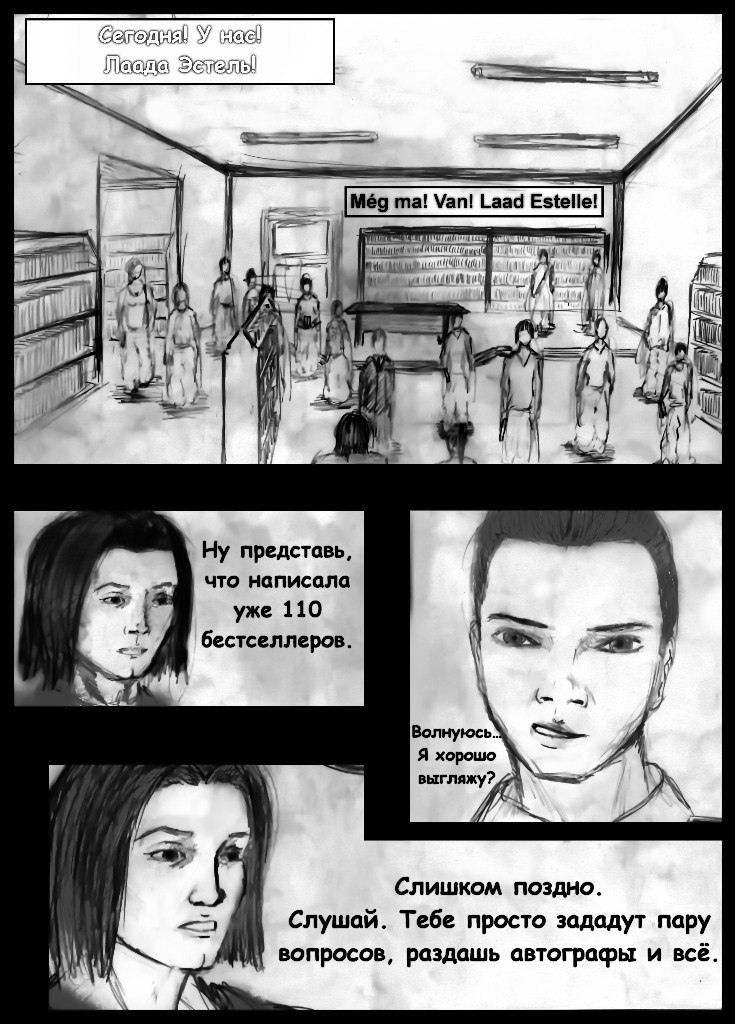 Сегодня! У нас!
Лаада Эстель!
Még ma! Van! Laad Estelle!
Ну представь,
что написала
уже 110
бестселлеров.
Волнуюсь...
Я хорошо
выгляжу?
Слишком поздно.
Слушай. Тебе просто зададут пару
вопросов, раздашь автографы и всё.